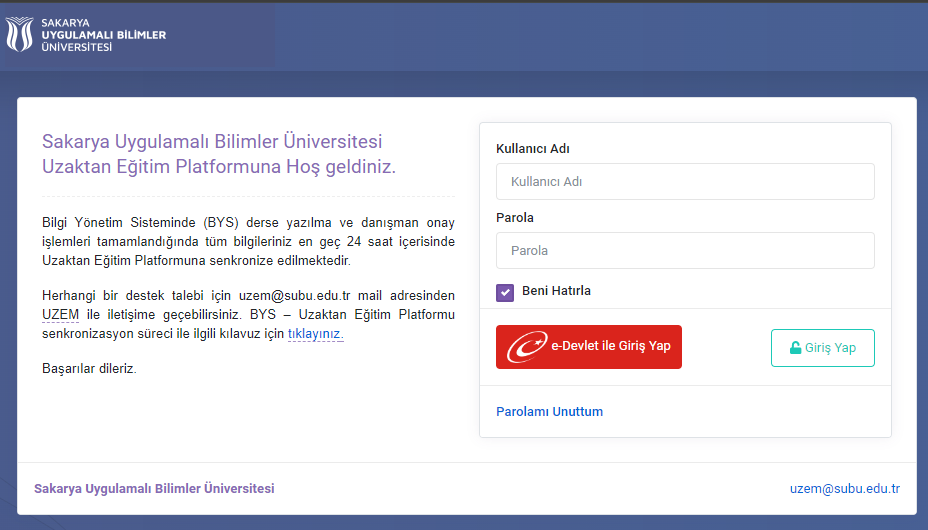 SAKARYA
UYGULAMALI BİLİMLER
ÜNİVERSİTESİ
Sakarya Uygulamalı Bilimler Üniversitesi
Uzaktan Eğitim Platformuna Hoş geldiniz.
Bilgi Yönetim Sisteminde (BYS) derse yazılma ve danışman onay
işlemleri tamamlandığında tüm bilgileriniz en geç 24 saat içerisinde
Uzaktan Eğitim Platformuna senkronize edilmektedir.
Herhangi bir destek talebi için uzem@subu.edu.tr mail adresinden
UZEM ile iletişime geçebilirsiniz. BYS – Uzaktan Eğitim Platformu
senkronizasyon süreci ile ilgili kılavuz için tıklayınız.
Başarılar dileriz.
Kullanıcı Adı
Kullanıcı Adı
Parola
Parola
Beni Hatırla
e-Devlet ile Giriş Yap
Giriş Yap
Parolamı Unuttum
Sakarya Uygulamalı Bilimler Üniversitesi
uzem@subu.edu.tr